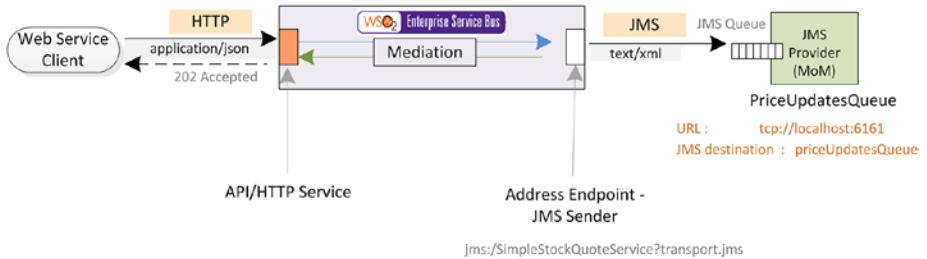 HTTP
WSO2 Enterprise Service Bus
JMS
JMS Queue
Web Service
Client
application/json
202 Accepted
Mediation
text/xml
JMS
Provider
(MoM)
PriceUpdatesQueue
URL : tcp://localhost:6161
JMS destination : priceUpdatesQueue
API/HTTP Service
Address Endpoint -
JMS Sender
jms:/SimpleStockQuoteService?transport.jms